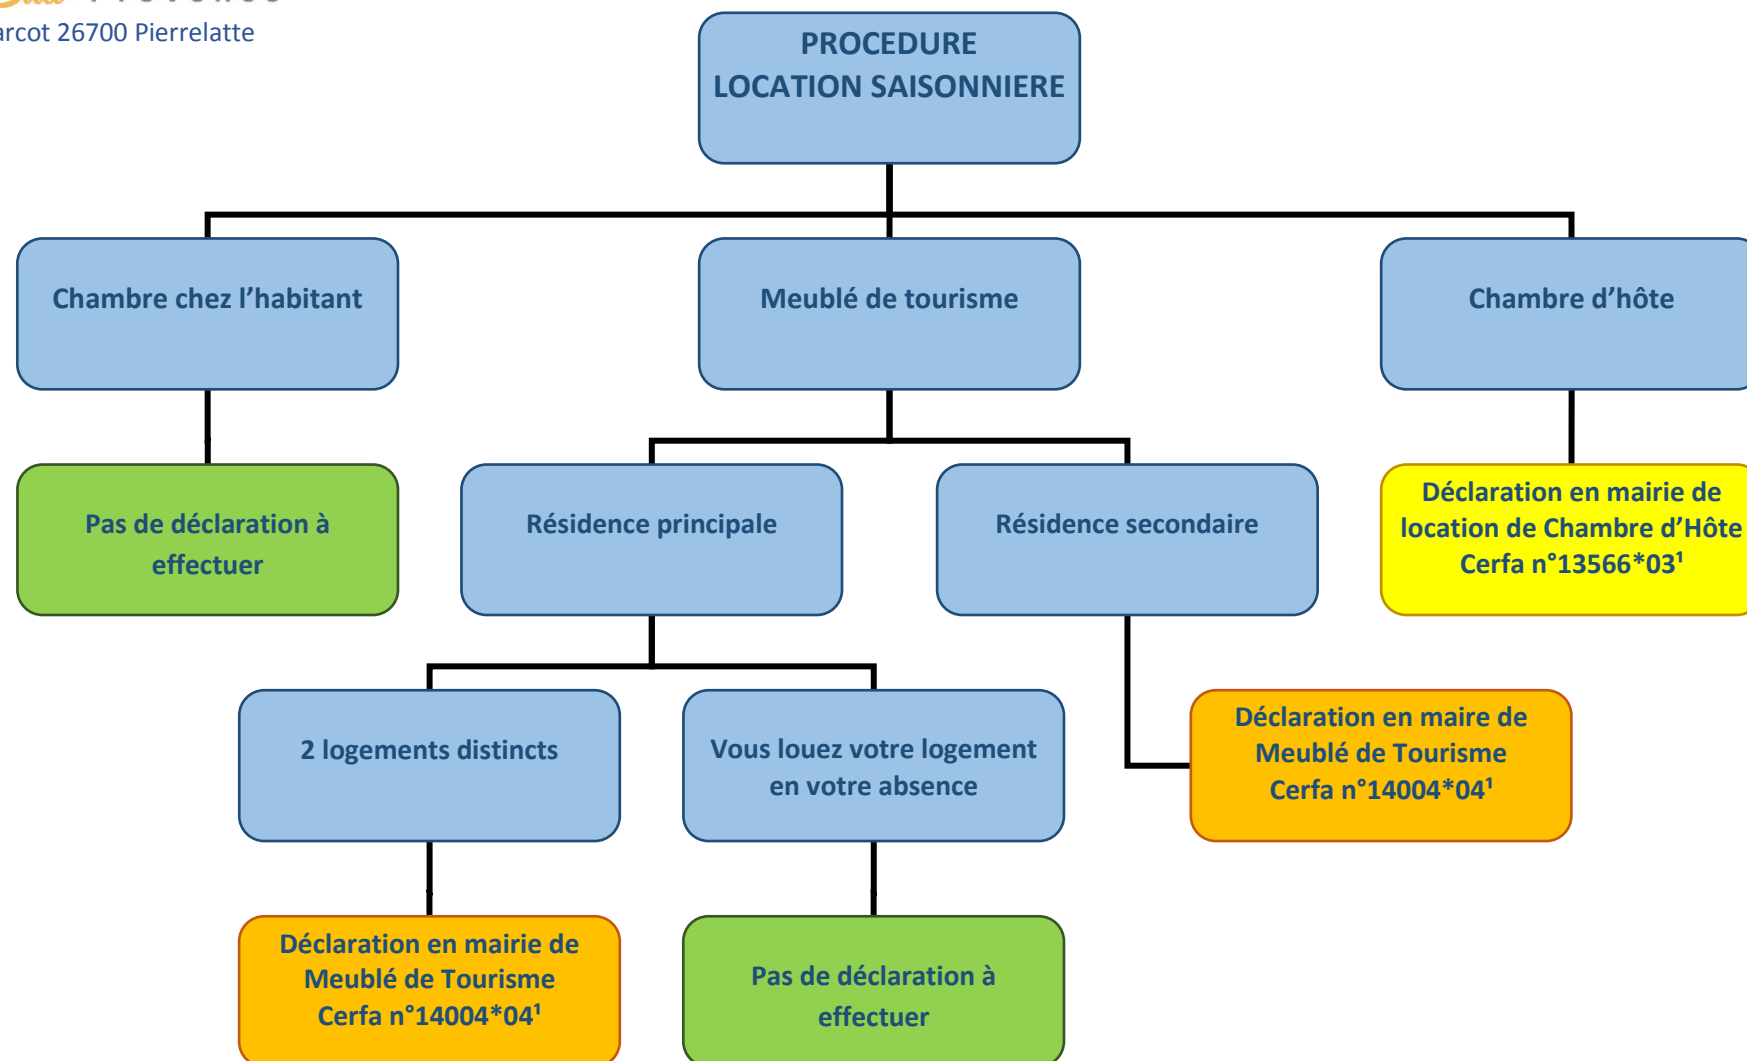 Provence
arcot 26700 Pierrelatte
PROCEDURE
LOCATION SAISONNIERE
Chambre chez l’habitant
Meublé de tourisme
Chambre d’hôte
Pas de déclaration à
effectuer
Résidence principale
Résidence secondaire
Déclaration en mairie de
location de Chambre d’Hôte
Cerfa n°13566*03¹
2 logements distincts
Vous louez votre logement
en votre absence
Déclaration en maire de
Meublé de Tourisme
Cerfa n°14004*04¹
Déclaration en mairie de
Meublé de Tourisme
Cerfa n°14004*04¹
Pas de déclaration à
effectuer